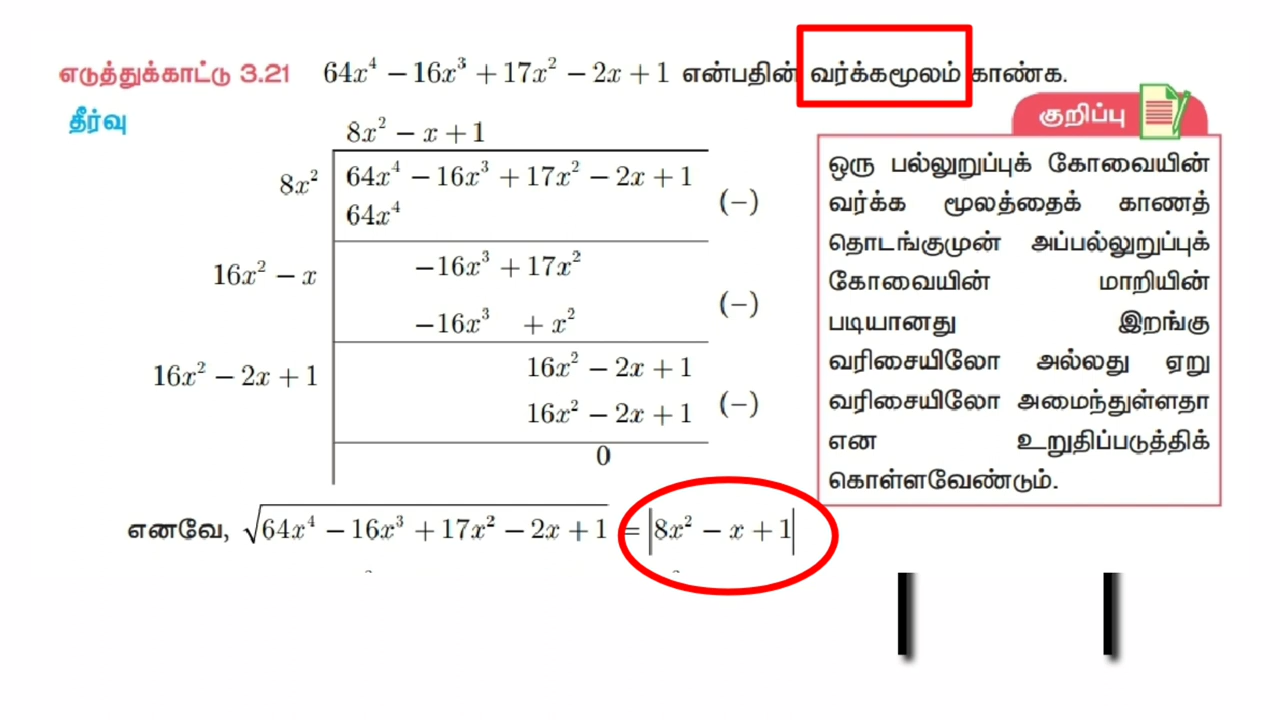 எடுத்துக்காட்டு 3.21 64x⁴ − 16x³ + 17x² − 2x + 1 என்பதின் வர்க்கமூலம் காண்க.
தீர்வு
8x² − x + 1
8x² 64x⁴ − 16x³ + 17x² − 2x + 1
64x⁴ (−)
16x² − x −16x³ + 17x²
−16x³ + x² (−)
16x² − 2x + 1 16x² − 2x + 1
16x² − 2x + 1 (−)
0
எனவே, √(64x⁴ − 16x³ + 17x² − 2x + 1) = |8x² − x + 1|
குறிப்பு
ஒரு பல்லுறுப்புக் கோவையின்
வர்க்க மூலத்தைக் காணத்
தொடங்குமுன் அப்பல்லுறுப்புக்
கோவையின் மாறியின்
படியானது இறங்கு
வரிசையிலோ அல்லது ஏறு
வரிசையிலோ அமைந்துள்ளதா
என உறுதிப்படுத்திக்
கொள்ளவேண்டும்.